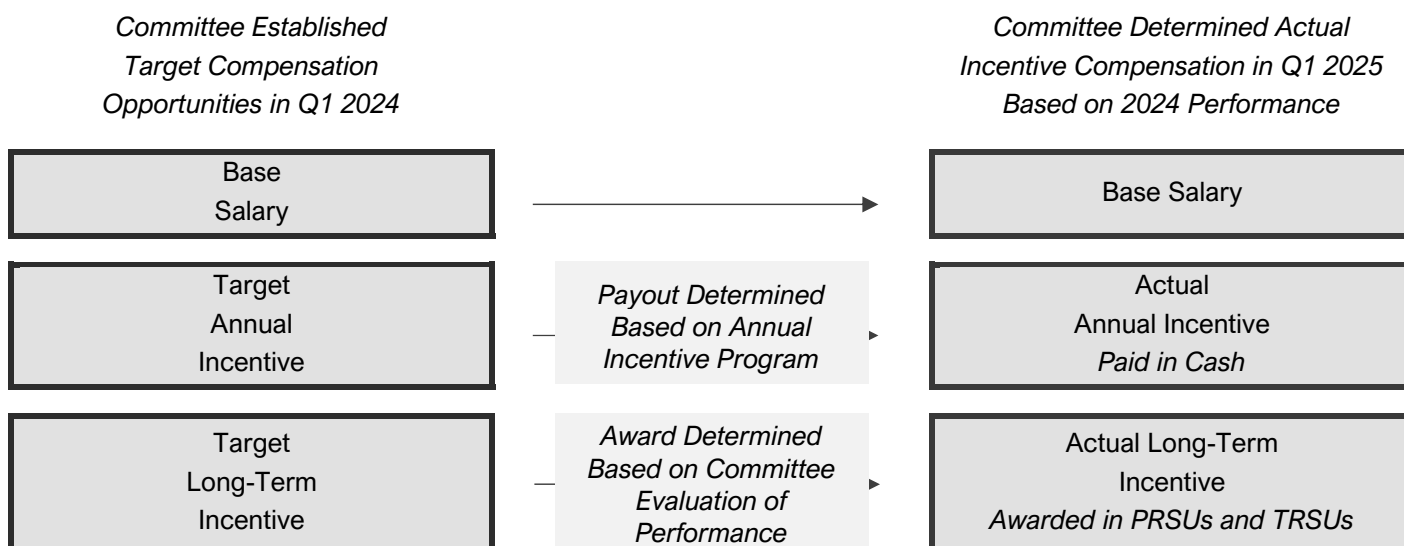 Committee Established
Target Compensation
Opportunities in Q1 2024
Committee Determined Actual
Incentive Compensation in Q1 2025
Based on 2024 Performance
Base
Salary
Base Salary
Target
Annual
Incentive
Payout Determined
Based on Annual
Incentive Program
Actual
Annual Incentive
Paid in Cash
Target
Long-Term
Incentive
Award Determined
Based on Committee
Evaluation of
Performance
Actual Long-Term
Incentive
Awarded in PRSUs and TRSUs